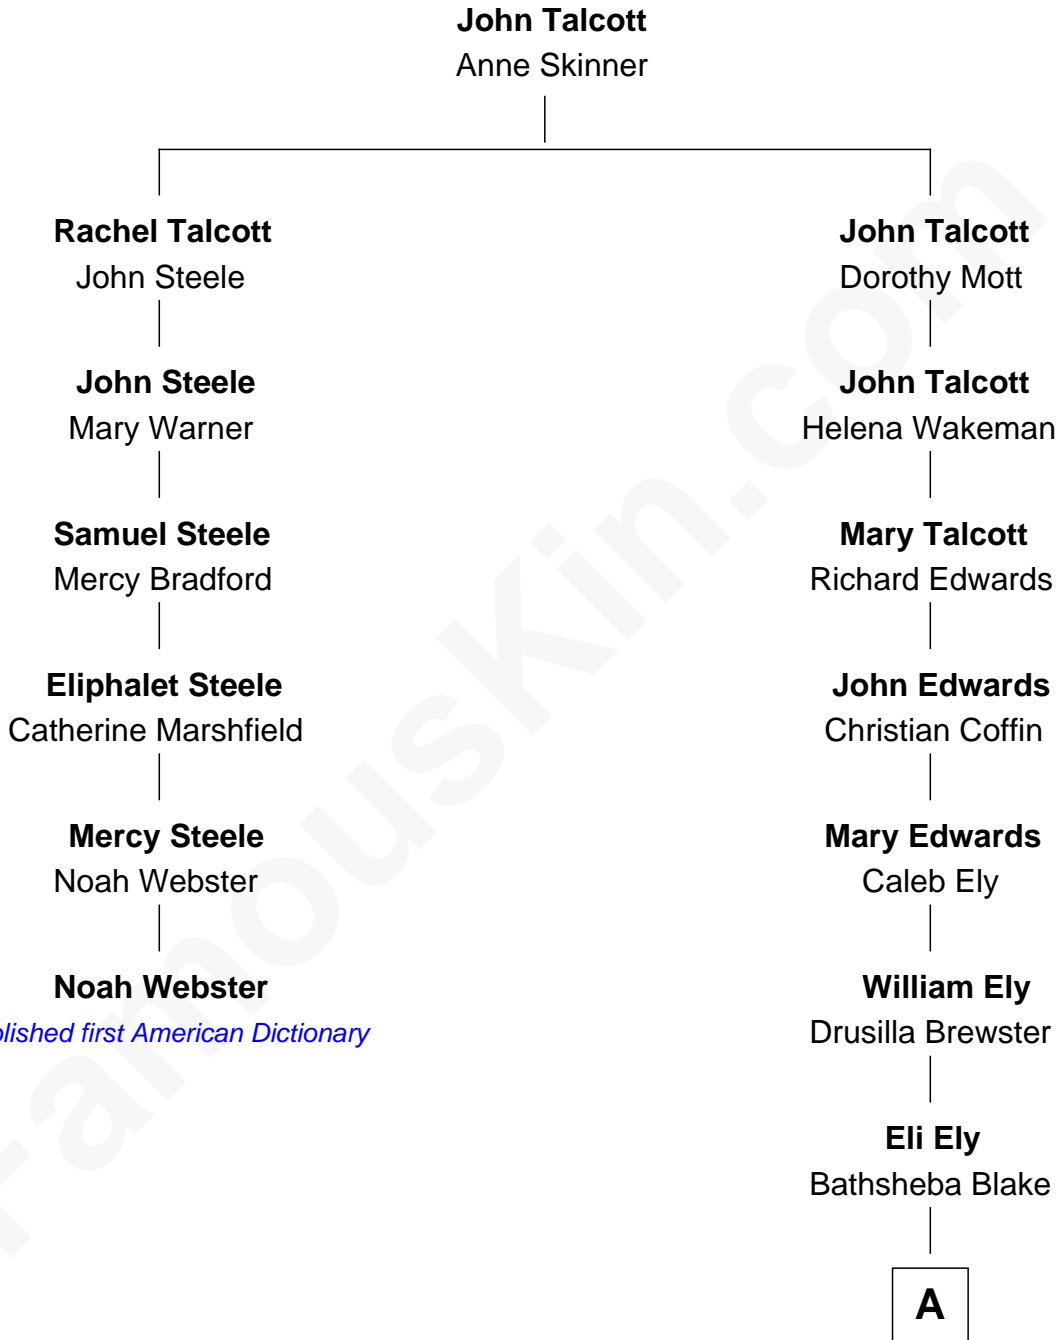 John Talcott
Anne Skinner
Rachel Talcott
John Steele
John Talcott
Dorothy Mott
John Steele
Mary Warner
John Talcott
Helena Wakeman
Samuel Steele
Mercy Bradford
Mary Talcott
Richard Edwards
Eliphalet Steele
Catherine Marshfield
John Edwards
Christian Coffin
Mercy Steele
Noah Webster
Mary Edwards
Caleb Ely
Noah Webster
first American Dictionary
William Ely
Drusilla Brewster
Eli Ely
Bathsheba Blake
A
FamousKin.com